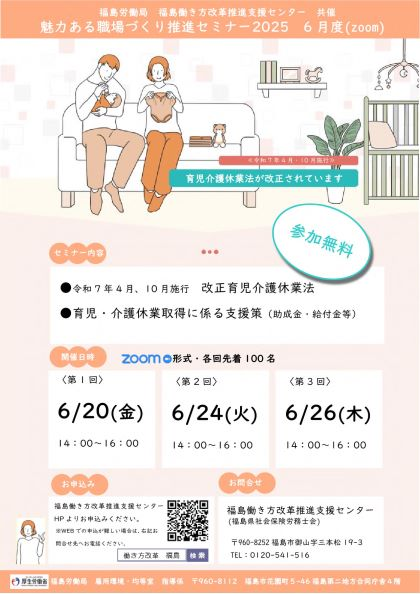 福島労働局　福島働き方改革推進支援センター　共催
魅力ある職場づくり推進セミナー2025　6月度(zoom)
≪令和7年4月・10月施行≫
育児介護休業法が改正されています
参加無料
セミナー内容
●令和7年4月、10月施行　改正育児介護休業法
●育児・介護休業取得に係る支援策（助成金・給付金等）
開催日時
zoom形式・各回先着100名
〈第1回〉
6/20(金)
14：00～16：00
〈第2回〉
6/24(火)
14：00～16：00
〈第3回〉
6/26(木)
14：00～16：00
お申込み
福島働き方改革推進支援センター
HPよりお申込みください。
※WEBでの申込が難しい場合は、右記お
問合せ先へお電話ください。
働き方改革　福島
検索
お問合せ
福島働き方改革推進支援センター
(福島県社会保険労務士会)
〒960-8252 福島市御山字三本松19-3
TEL：0120-541-516
厚生労働省
福島労働局　雇用環境・均等室　指導係　〒960-8112　福島市花園町5-46福島第二地方合同庁舎4階